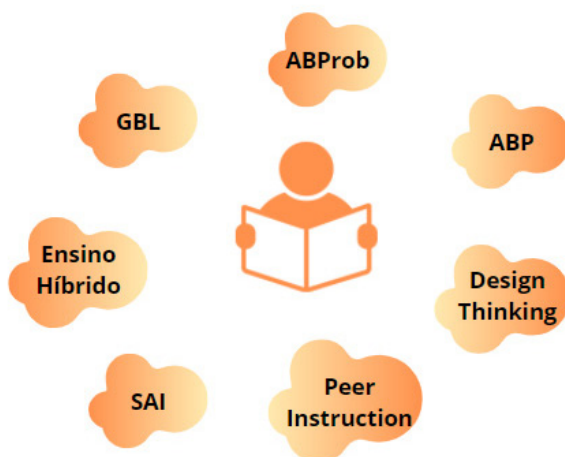 ABProb
GBL
ABP
Ensino
Híbrido
Design
Thinking
SAI
Peer
Instruction